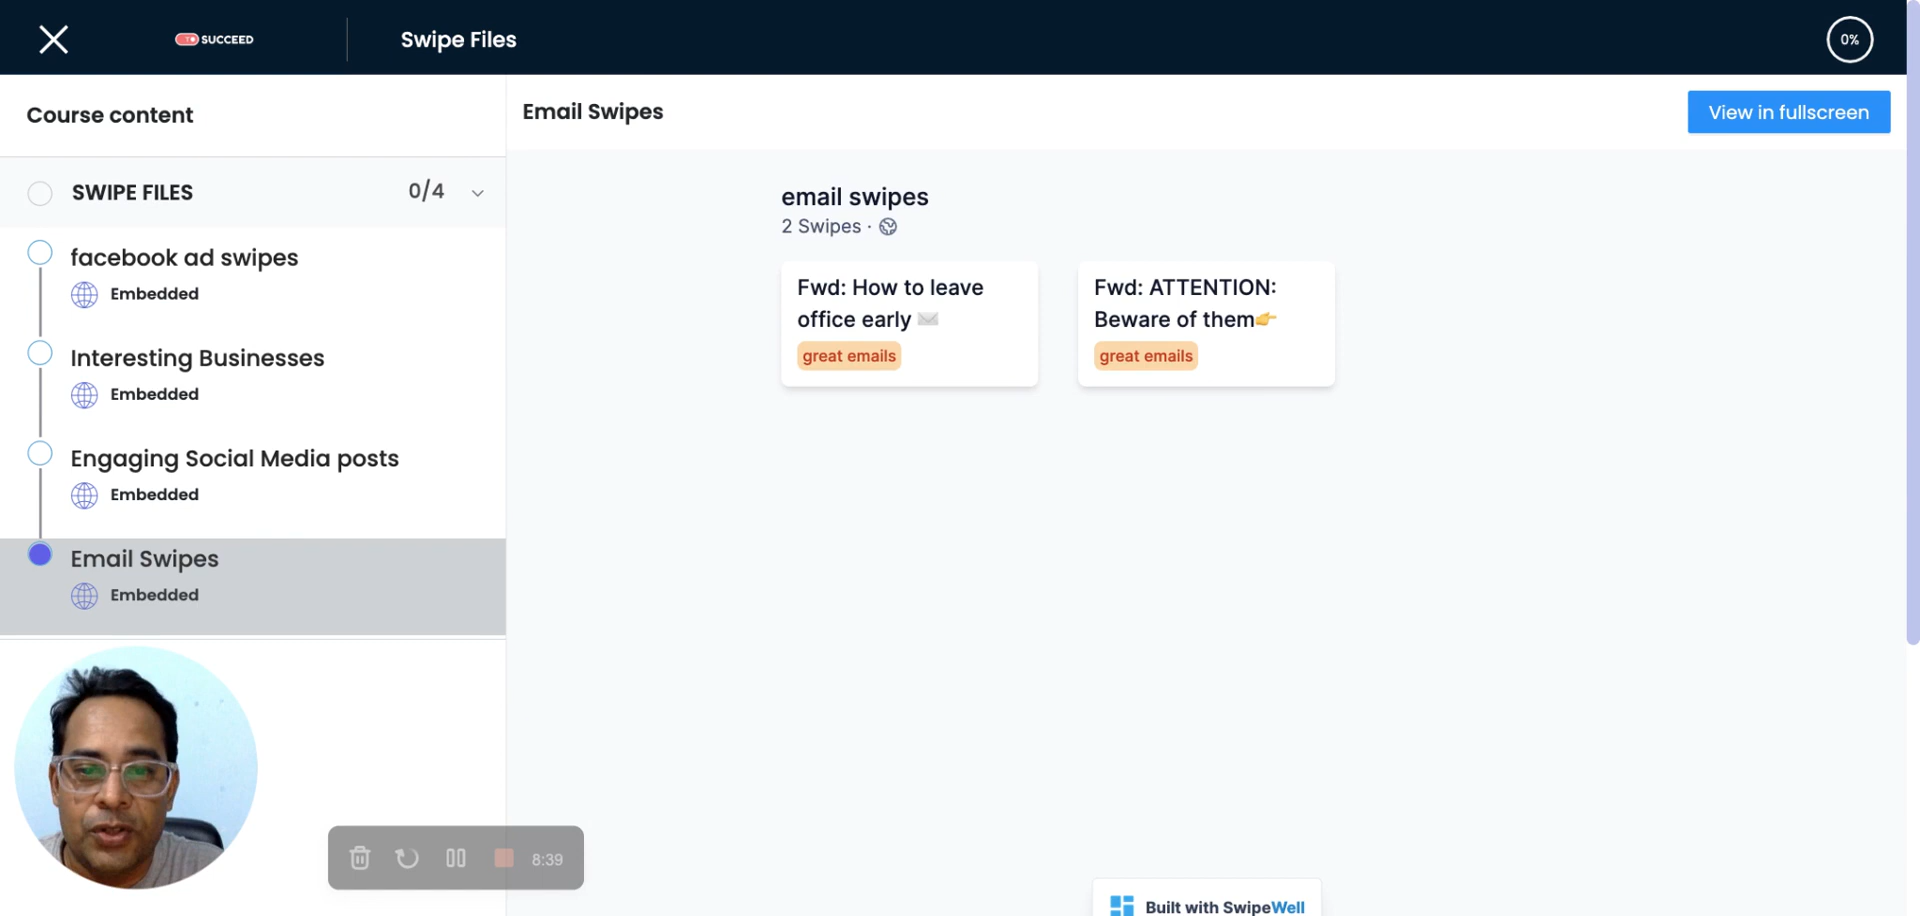 TO SUCCEED
Swipe Files
0%
Course content
SWIPE FILES
0/4
facebook ad swipes
Embedded
Interesting Businesses
Embedded
Engaging Social Media posts
Embedded
Email Swipes
Embedded
Email Swipes
View in fullscreen
email swipes
2 Swipes ·
Fwd: How to leave
office early ✉️
great emails
Fwd: ATTENTION:
Beware of them👉
great emails
8:39
Built with SwipeWell